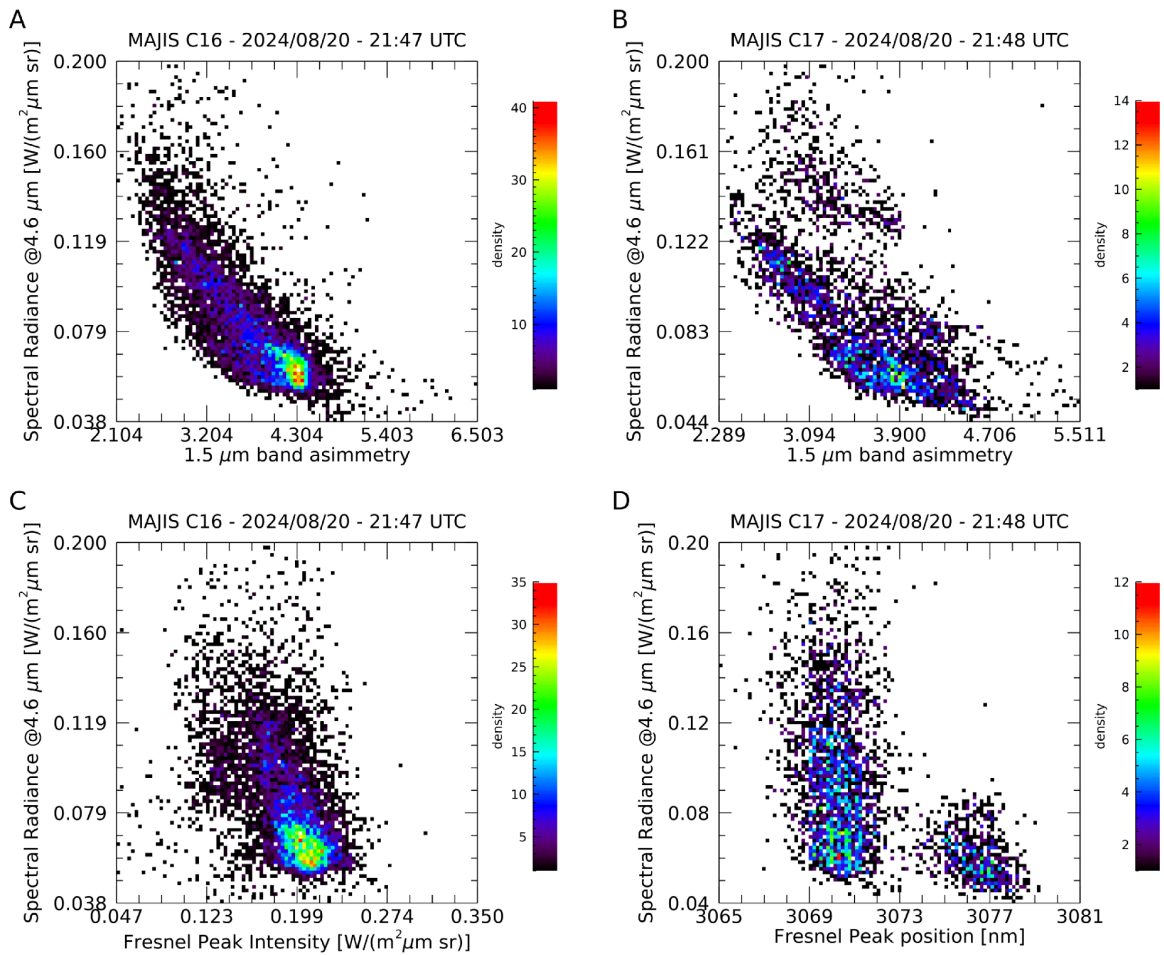 A
MAJIS C16 - 2024/08/20 - 21:47 UTC
Spectral Radiance @4.6 μm [W/(m²μm sr)]
0.200
0.160
0.119
0.079
0.038
2.104 3.204 4.304 5.403 6.503
1.5 μm band asimmetry
40
30
20
10
density
B
MAJIS C17 - 2024/08/20 - 21:48 UTC
Spectral Radiance @4.6 μm [W/(m²μm sr)]
0.200
0.161
0.122
0.083
0.044
2.289 3.094 3.900 4.706 5.511
1.5 μm band asimmetry
14
12
10
8
6
4
2
density
C
MAJIS C16 - 2024/08/20 - 21:47 UTC
Spectral Radiance @4.6 μm [W/(m²μm sr)]
0.200
0.160
0.119
0.079
0.038
0.047 0.123 0.199 0.274 0.350
Fresnel Peak Intensity [W/(m²μm sr)]
35
30
25
20
15
10
5
density
D
MAJIS C17 - 2024/08/20 - 21:48 UTC
Spectral Radiance @4.6 μm [W/(m²μm sr)]
0.20
0.16
0.12
0.08
0.04
3065 3069 3073 3077 3081
Fresnel Peak position [nm]
12
10
8
6
4
2
density